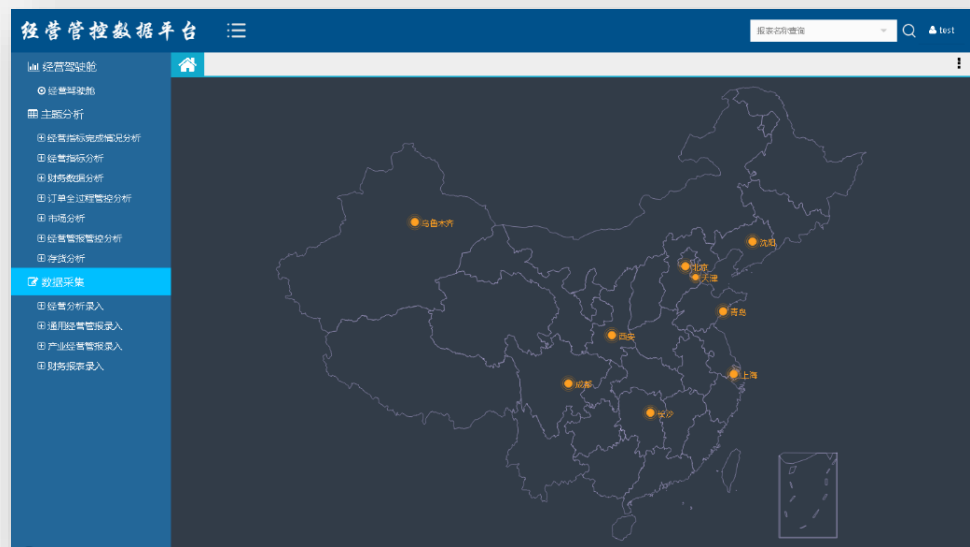 经营管控数据平台
报表名称查询
test
经营驾驶舱
经营驾驶舱
主题分析
经营指标完成情况分析
经营指标分析
财务数据分析
订单全过程管控分析
市场分析
经营管报管控分析
存货分析
数据采集
经营分析录入
通用经营管报录入
产业经营管报录入
财务报表录入
乌鲁木齐
沈阳
北京
天津
青岛
西安
上海
成都
长沙